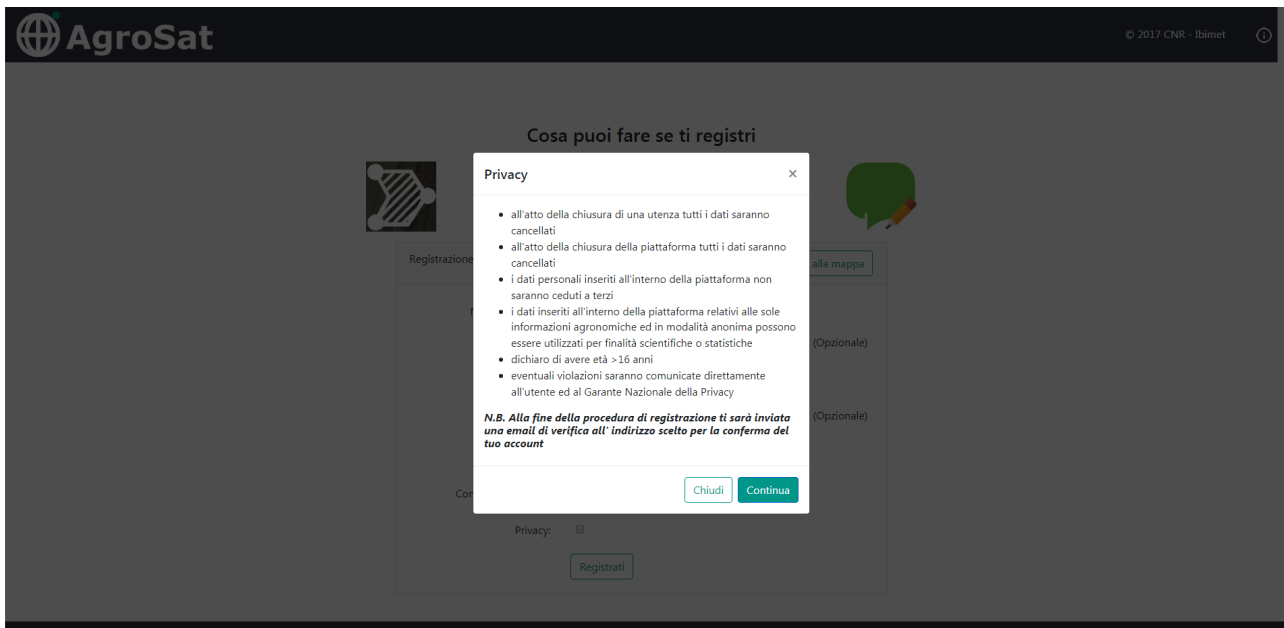 AgroSat
© 2017 CNR - Ibimet
Cosa puoi fare se ti registri
Privacy
×
all'atto della chiusura di una utenza tutti i dati saranno
cancellati
all'atto della chiusura della piattaforma tutti i dati saranno
cancellati
i dati personali inseriti all'interno della piattaforma non
saranno ceduti a terzi
i dati inseriti all'interno della piattaforma relativi alle sole
informazioni agronomiche ed in modalità anonima possono
essere utilizzati per finalità scientifiche o statistiche
dichiaro di avere età >16 anni
eventuali violazioni saranno comunicate direttamente
all'utente ed al Garante Nazionale della Privacy
N.B. Alla fine della procedura di registrazione ti sarà inviata
una email di verifica all' indirizzo scelto per la conferma del
tuo account
Chiudi Continua
Registrazione
alla mappa
(Opzionale)
(Opzionale)
Privacy:
Registrati